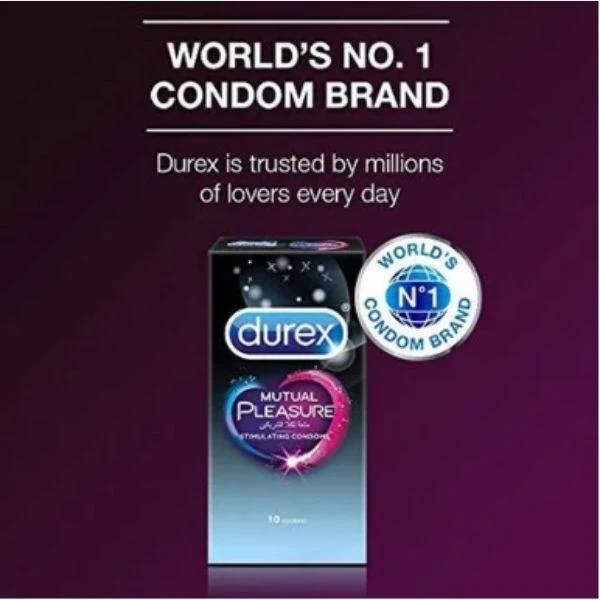 WORLD'S NO. 1
CONDOM BRAND
Durex is trusted by millions
of lovers every day
WORLD'S
N°1
CONDOM BRAND
durex
®
MUTUAL
PLEASURE
STIMULATING CONDOMS
10